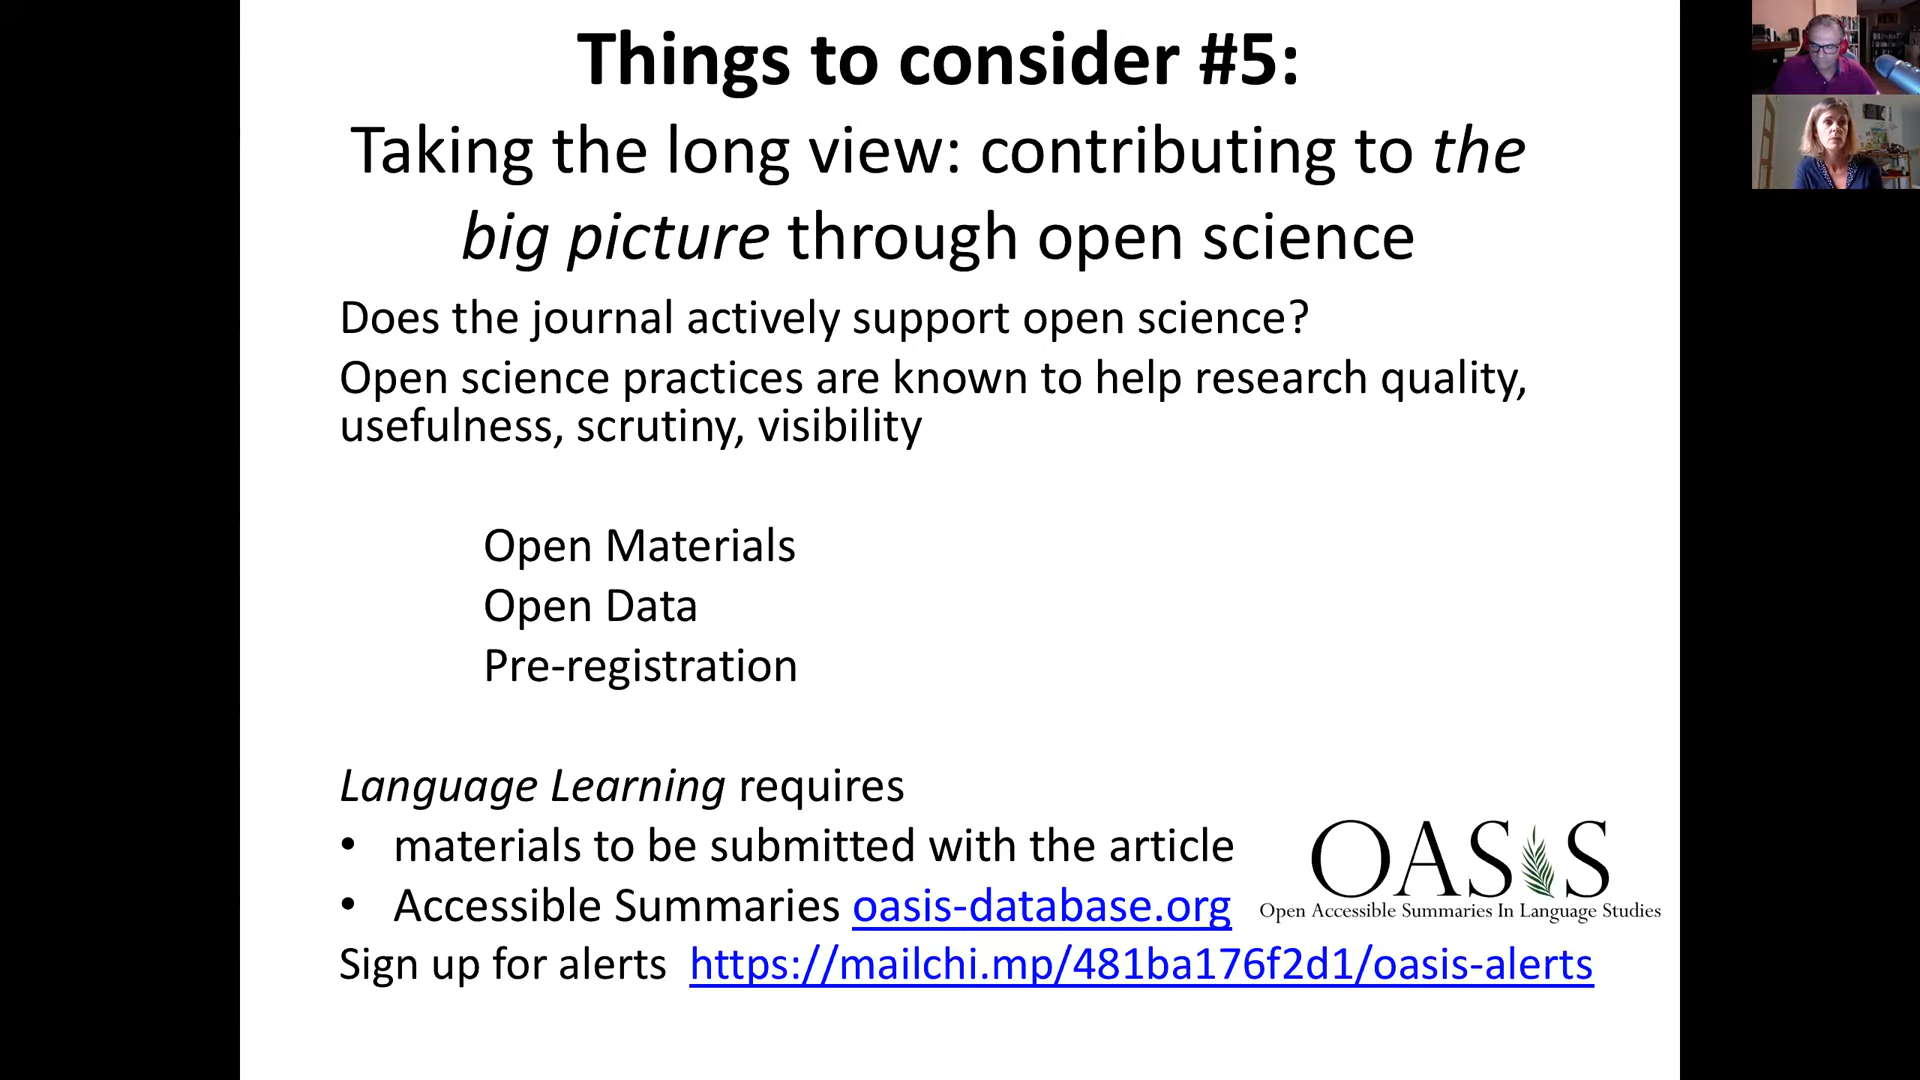 Things to consider #5:
Taking the long view: contributing to the
big picture through open science
Does the journal actively support open science?
Open science practices are known to help research quality,
usefulness, scrutiny, visibility
Open Materials
Open Data
Pre-registration
Language Learning requires
• materials to be submitted with the article
• Accessible Summaries oasis-database.org
OASIS
Open Accessible Summaries In Language Studies
Sign up for alerts https://mailchi.mp/481ba176f2d1/oasis-alerts